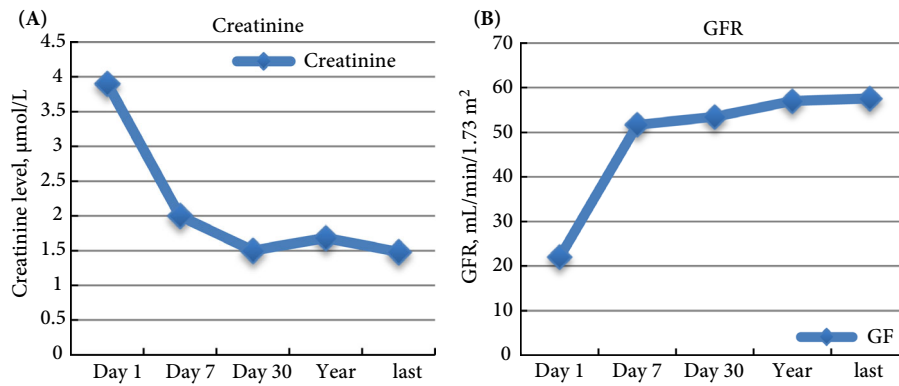 (A)
Creatinine
Creatinine
Creatinine level, µmol/L
4.5
4
3.5
3
2.5
2
1.5
1
0.5
0
Day 1
Day 7
Day 30
Year
last
(B)
GFR
GFR, mL/min/1.73 m²
70
60
50
40
30
20
10
0
GF
Day 1
Day 7
Day 30
Year
last